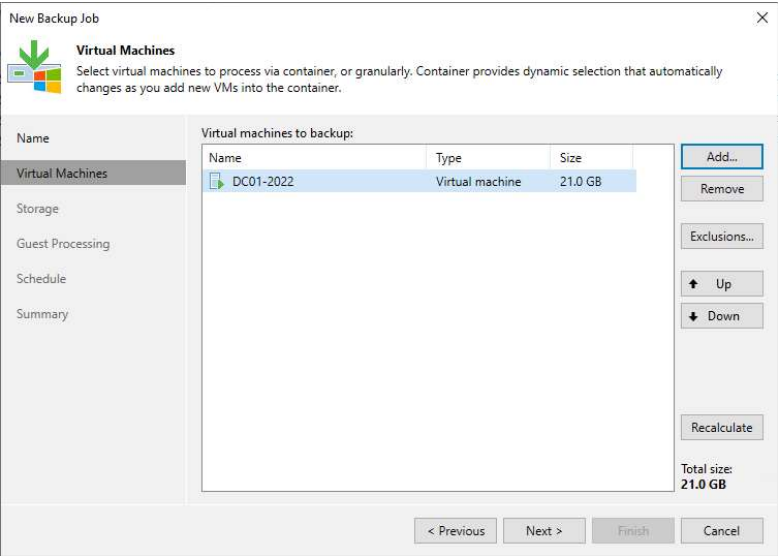 New Backup Job
Virtual Machines
Select virtual machines to process via container, or granularly. Container provides dynamic selection that automatically
changes as you add new VMs into the container.
Name
Virtual Machines
Storage
Guest Processing
Schedule
Summary
Virtual machines to backup:
Name Type Size
DC01-2022 Virtual machine 21.0 GB
Add...
Remove
Exclusions...
Up
Down
Recalculate
Total size:
21.0 GB
< Previous Next > Finish Cancel